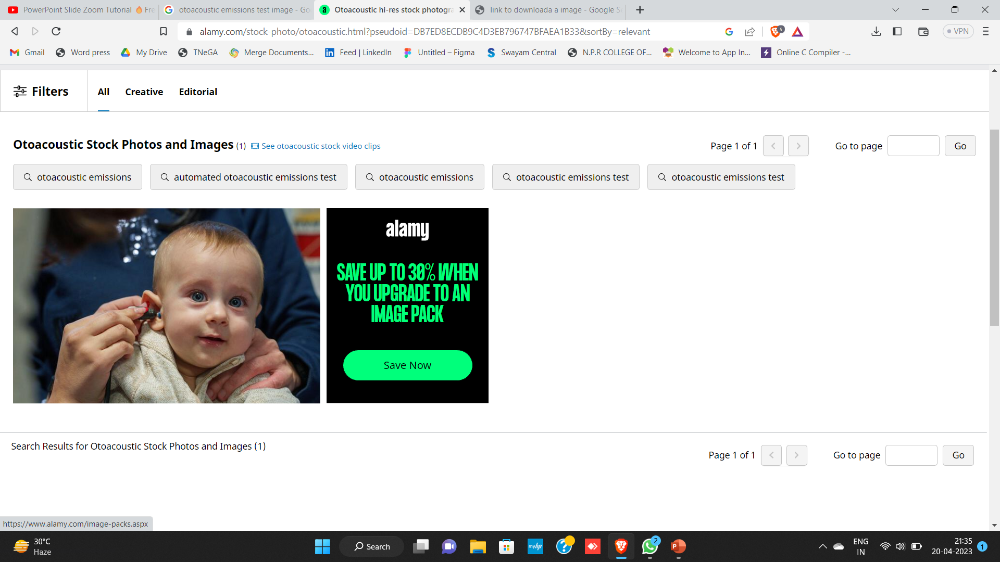 PowerPoint Slide Zoom Tutorial 🔥 Fre
otoacoustic emissions test image - Go
Otoacoustic hi-res stock photogra
link to downloada a image - Google Se
alamy.com/stock-photo/otoacoustic.html?pseudoid=DB7ED8ECDB9C4D3EB796747BFAEA1B33&sortBy=relevant
5
VPN
Gmail
Word press
My Drive
TNeGA
Merge Documents...
Feed | LinkedIn
Untitled – Figma
Swayam Central
N.P.R COLLEGE OF...
Welcome to App In...
Online C Compiler -...
Filters
All
Creative
Editorial
Otoacoustic Stock Photos and Images (1)
See otoacoustic stock video clips
Page 1 of 1
Go to page
Go
otoacoustic emissions
automated otoacoustic emissions test
otoacoustic emissions
otoacoustic emissions test
otoacoustic emissions test
alamy
SAVE UP TO 30% WHEN
YOU UPGRADE TO AN
IMAGE PACK
Save Now
Search Results for Otoacoustic Stock Photos and Images (1)
Page 1 of 1
Go to page
Go
https://www.alamy.com/image-packs.aspx
30°C
Haze
Search
myhp
2
P
ENG
IN
21:35
20-04-2023
1